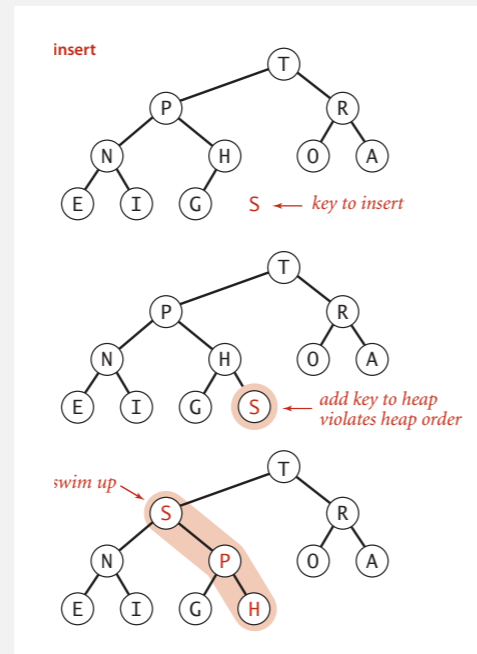 insert
T
P R
N H O A
E I G S key to insert
T
P R
N H O A
E I G S add key to heap
violates heap order
swim up T
S R
N P O A
E I G H